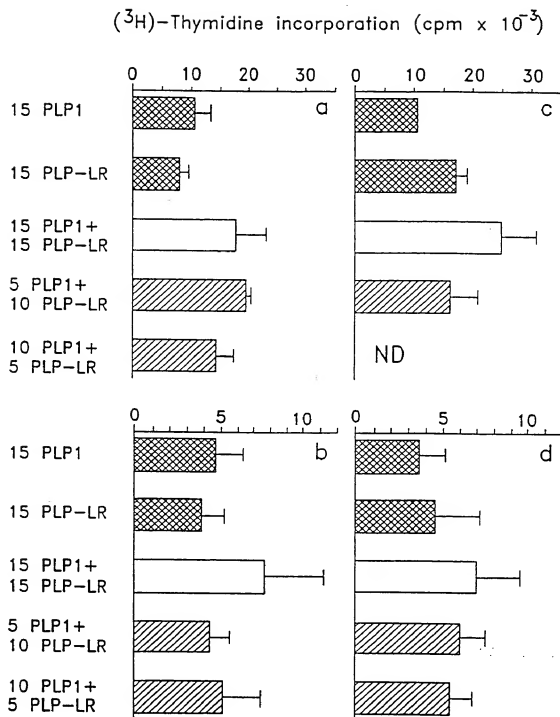 (³H)-Thymidine incorporation (cpm x 10⁻³)
0 10 20 30
0 10 20 30
a
c
15 PLP1
15 PLP-LR
15 PLP1+
15 PLP-LR
5 PLP1+
10 PLP-LR
10 PLP1+
5 PLP-LR
ND
0 5 10
0 5 10
b
d
15 PLP1
15 PLP-LR
15 PLP1+
15 PLP-LR
5 PLP1+
10 PLP-LR
10 PLP1+
5 PLP-LR